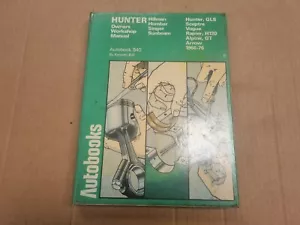 HUNTER
Owners
Workshop
Manual
Hillman
Humber
Singer
Sunbeam
Hunter, GLS
Sceptre
Vogue
Rapier, H120
Alpine, GT
Arrow
1966-76
Autobook 942
Autobooks